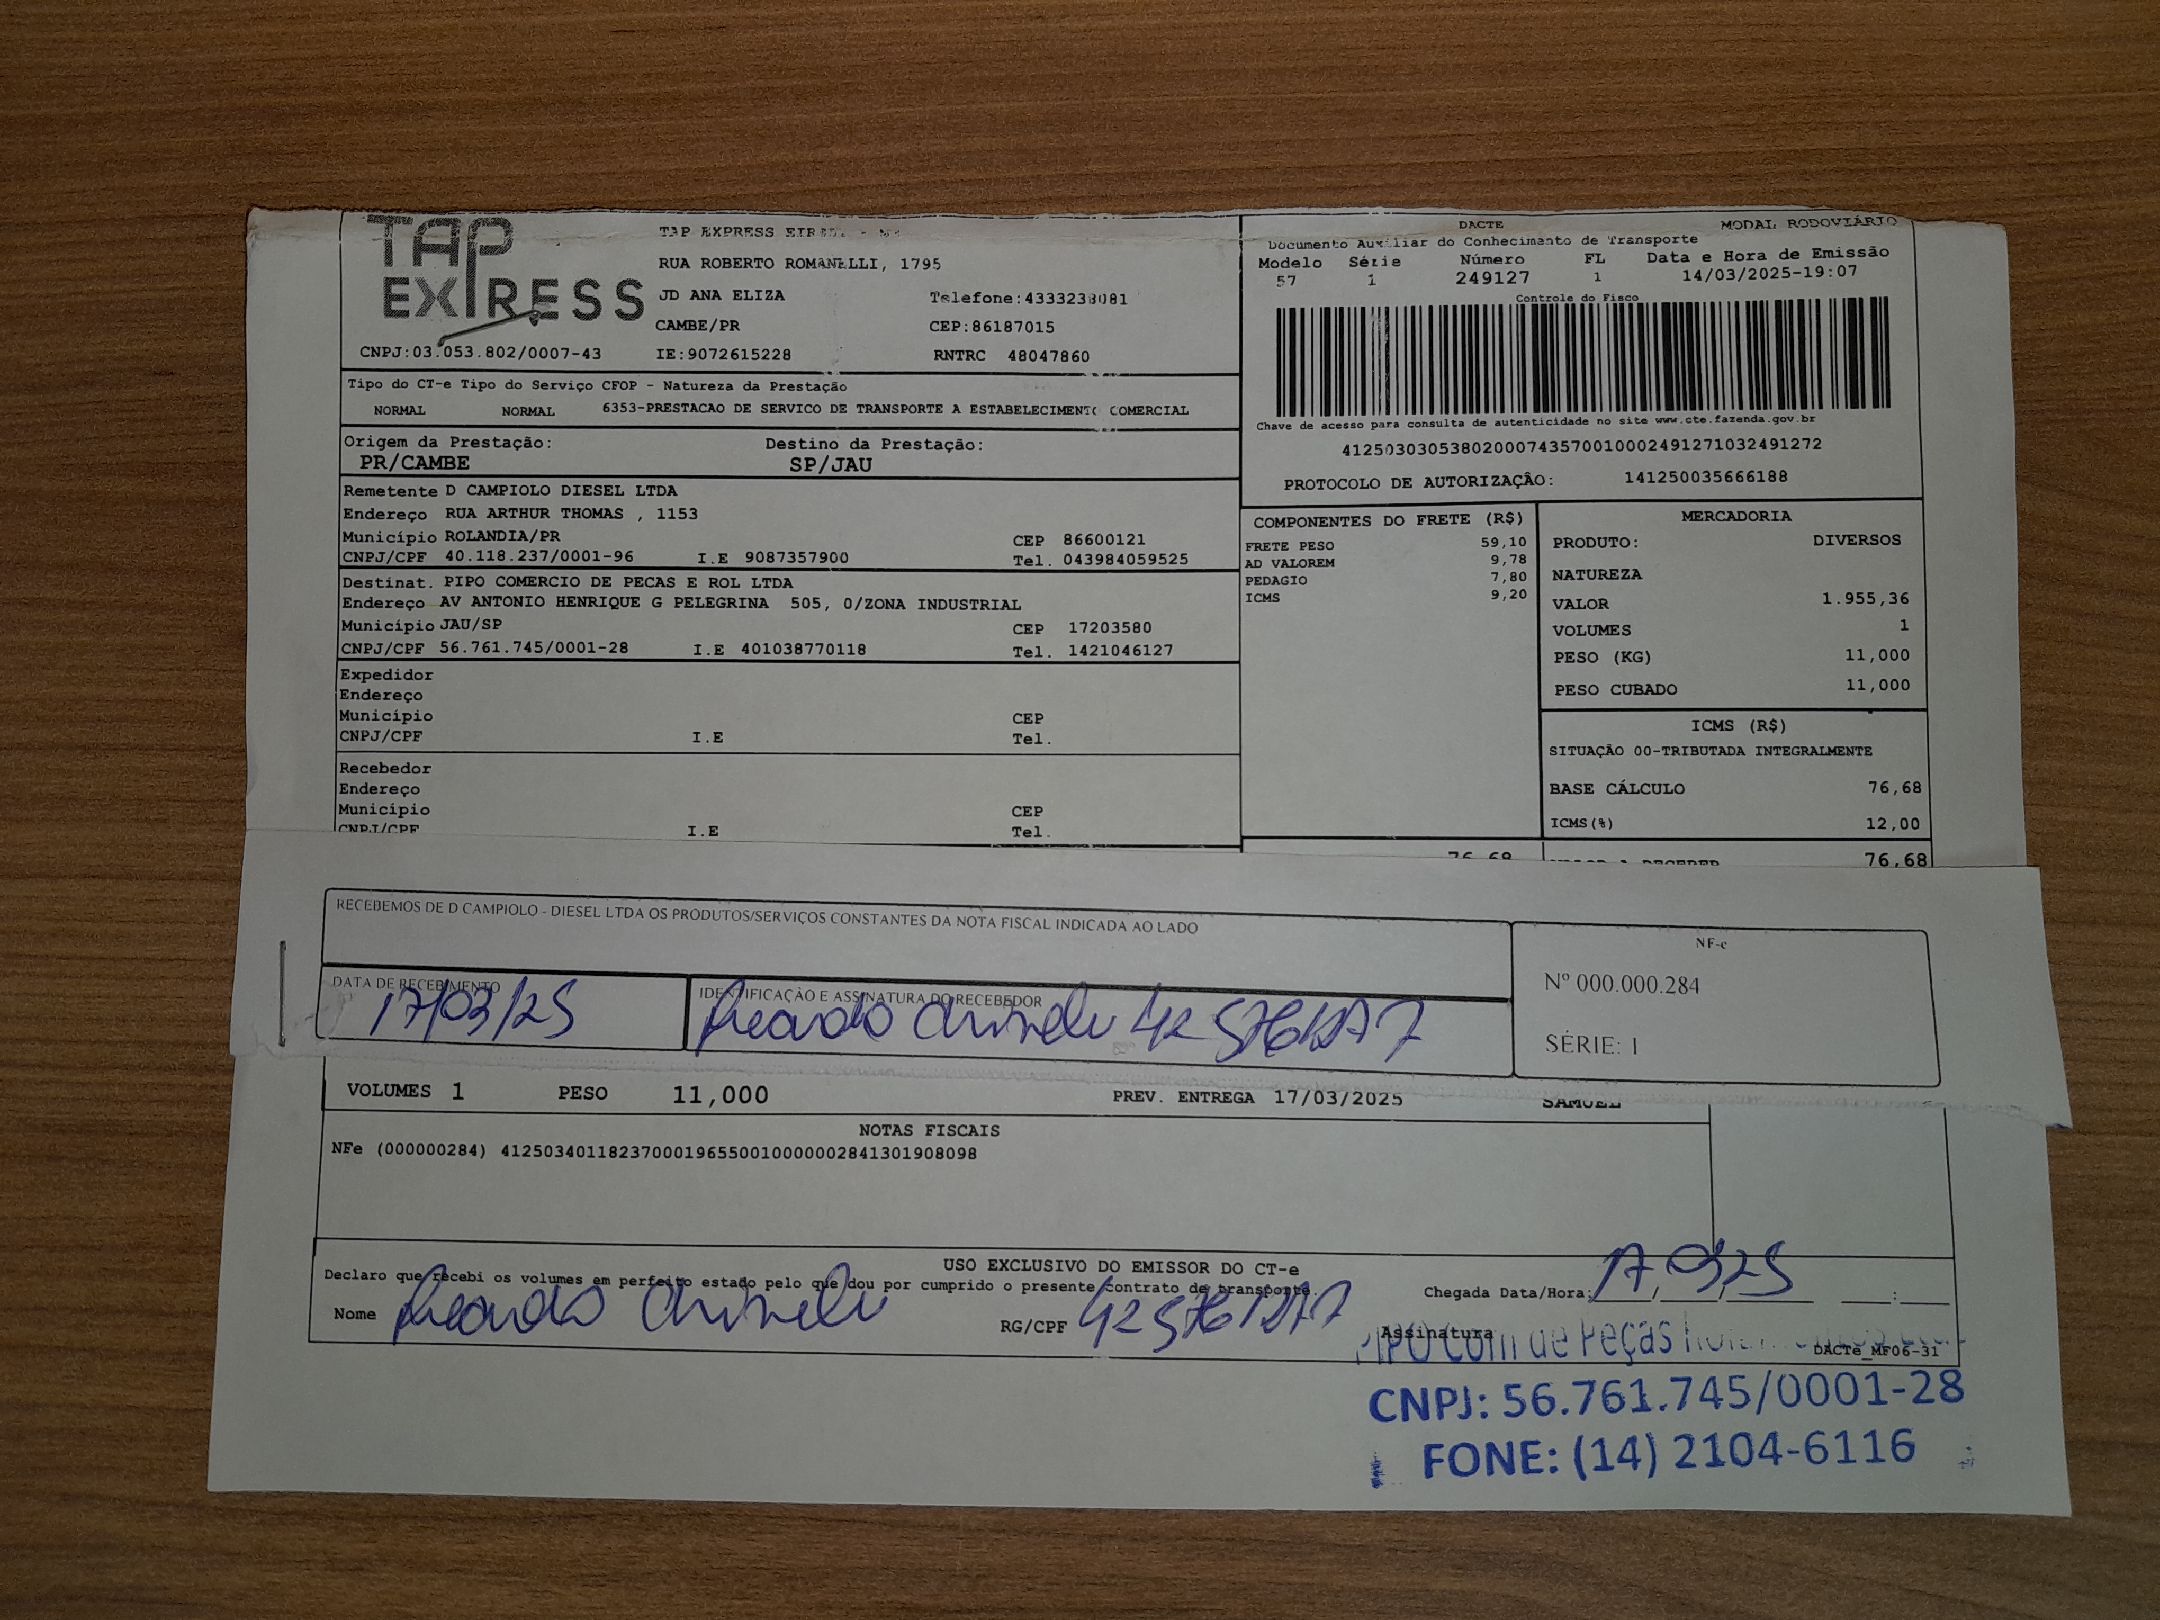 TAP
EXPRESS
TAP EXPRESS
RUA ROBERTO ROMANELLI, 1795
JD ANA ELIZA Telefone:4333238081
CAMBE/PR CEP:86187015
CNPJ:03.053.802/0007-43 IE:9072615228 RNTRC 48047860
DACTE MODAL RODOVIÁRIO
Documento Auxiliar do Conhecimento de Transporte
Modelo Série Número FL Data e Hora de Emissão
57 1 249127 1 14/03/2025-19:07
Controle do Fisco
Chave de acesso para consulta de autenticidade no site www.cte.fazenda.gov.br
41250303053802000743570010002491271032491272
PROTOCOLO DE AUTORIZAÇÃO: 141250035666188
Tipo do CT-e Tipo do Serviço CFOP - Natureza da Prestação
NORMAL NORMAL 6353-PRESTACAO DE SERVICO DE TRANSPORTE A ESTABELECIMENTO COMERCIAL
Origem da Prestação: Destino da Prestação:
PR/CAMBE SP/JAU
Remetente D CAMPIOLO DIESEL LTDA
Endereço RUA ARTHUR THOMAS , 1153
Município ROLANDIA/PR CEP 86600121
CNPJ/CPF 40.118.237/0001-96 I.E 9087357900 Tel. 043984059525
Destinat. PIPO COMERCIO DE PECAS E ROL LTDA
Endereço AV ANTONIO HENRIQUE G PELEGRINA 505, 0/ZONA INDUSTRIAL
Município JAU/SP CEP 17203580
CNPJ/CPF 56.761.745/0001-28 I.E 401038770118 Tel. 1421046127
Expedidor
Endereço
Município CEP
CNPJ/CPF I.E Tel.
Recebedor
Endereço
Município CEP
CNPJ/CPF I.E Tel.
COMPONENTES DO FRETE (R$)
FRETE PESO 59,10
AD VALOREM 9,78
PEDAGIO 7,80
ICMS 9,20
76,68
MERCADORIA
PRODUTO: DIVERSOS
NATUREZA
VALOR 1.955,36
VOLUMES 1
PESO (KG) 11,000
PESO CUBADO 11,000
ICMS (R$)
SITUAÇÃO 00-TRIBUTADA INTEGRALMENTE
BASE CÁLCULO 76,68
ICMS(%) 12,00
VALOR A RECEBER 76,68
RECEBEMOS DE D CAMPIOLO - DIESEL LTDA OS PRODUTOS/SERVIÇOS CONSTANTES DA NOTA FISCAL INDICADA AO LADO
DATA DE RECEBIMENTO IDENTIFICAÇÃO E ASSINATURA DO RECEBEDOR
17/03/25
NF-e
Nº 000.000.284
SÉRIE: 1
VOLUMES 1 PESO 11,000 PREV. ENTREGA 17/03/2025 SAMUEL
NOTAS FISCAIS
NFe (000000284) 41250340118237000196550010000002841301908098
USO EXCLUSIVO DO EMISSOR DO CT-e
Declaro que recebi os volumes em perfeito estado pelo que dou por cumprido o presente contrato de transporte.
Chegada Data/Hora:
Nome RG/CPF Assinatura
PIPO Com de Peças
DACTe_MF06-31
CNPJ: 56.761.745/0001-28
FONE: (14) 2104-6116